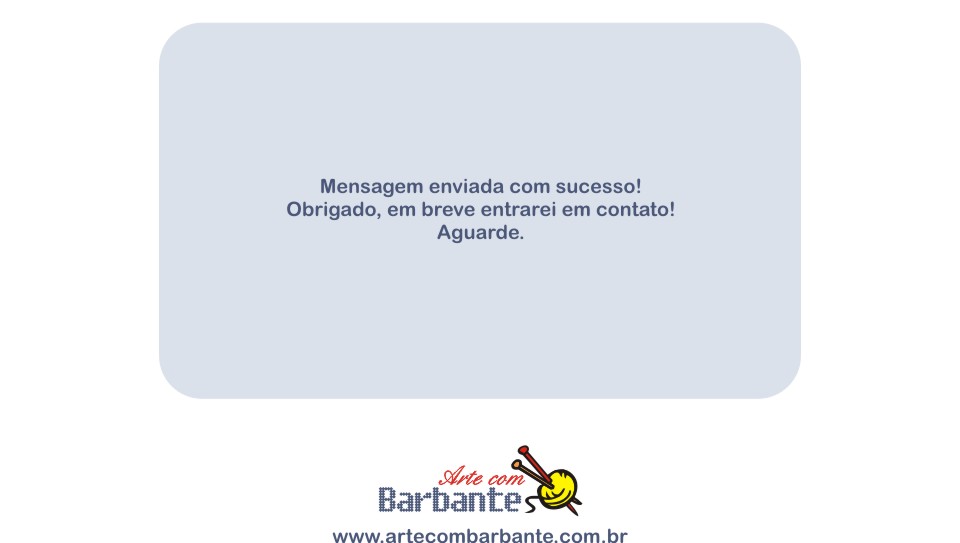 Mensagem enviada com sucesso!
Obrigado, em breve entrarei em contato!
Aguarde.
Arte com
Barbante
www.artecombarbante.com.br